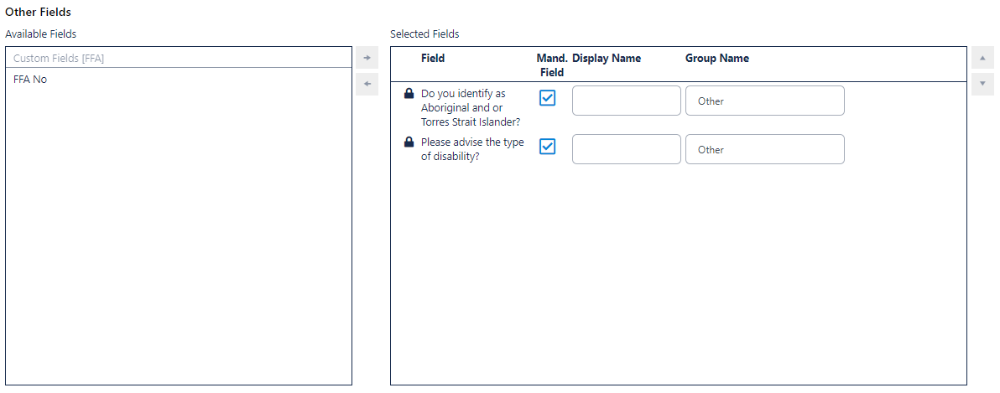 Other Fields
Available Fields
Selected Fields
Custom Fields [FFA]
FFA No
Field
Mand. Field
Display Name
Group Name
Do you identify as
Aboriginal and or
Torres Strait Islander?
Other
Please advise the type
of disability?
Other